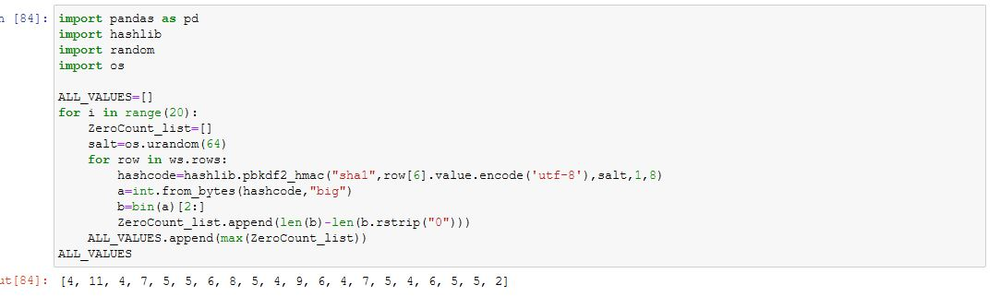 n [84]: import pandas as pd
import hashlib
import random
import os
ALL_VALUES=[]
for i in range(20):
    ZeroCount_list=[]
    salt=os.urandom(64)
    for row in ws.rows:
        hashcode=hashlib.pbkdf2_hmac("sha1",row[6].value.encode('utf-8'),salt,1,8)
        a=int.from_bytes(hashcode,"big")
        b=bin(a)[2:]
        ZeroCount_list.append(len(b)-len(b.rstrip("0")))
    ALL_VALUES.append(max(ZeroCount_list))
ALL_VALUES
ut[84]: [4, 11, 4, 7, 5, 5, 6, 8, 5, 4, 9, 6, 4, 7, 5, 4, 6, 5, 5, 2]